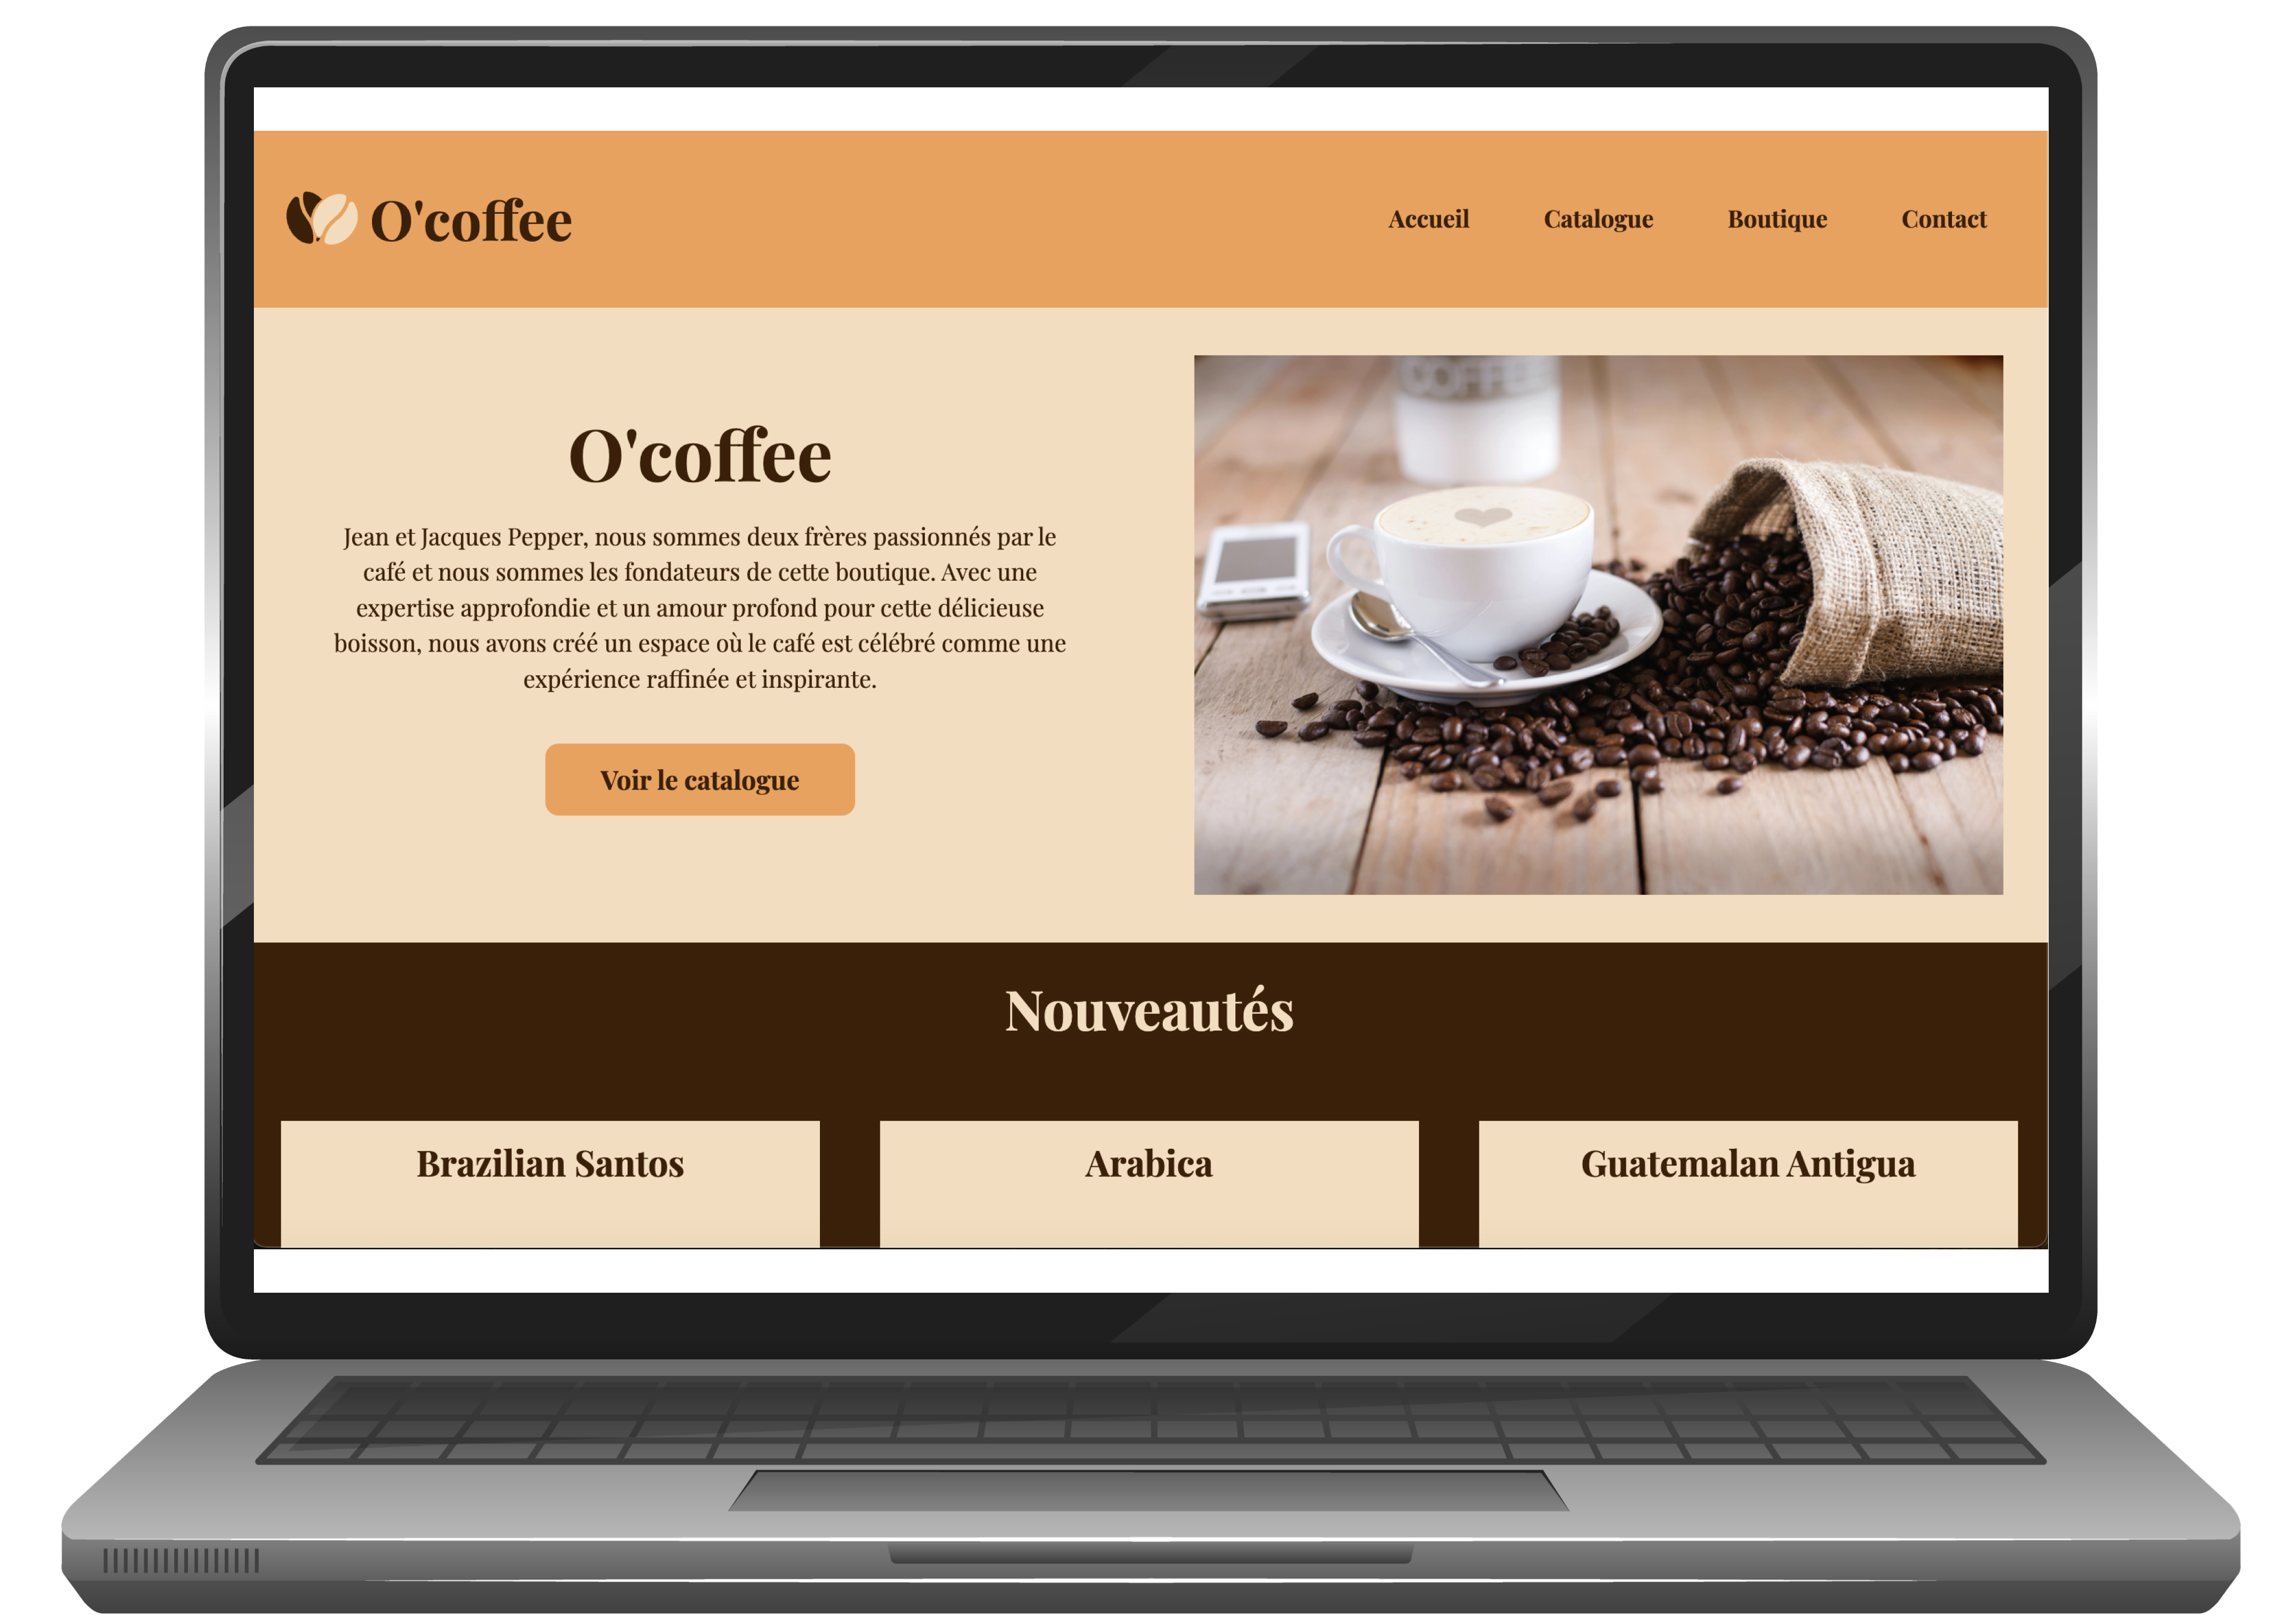 O'coffee
Accueil Catalogue Boutique Contact
COFFEE
O'coffee
Jean et Jacques Pepper, nous sommes deux frères passionnés par le
café et nous sommes les fondateurs de cette boutique. Avec une
expertise approfondie et un amour profond pour cette délicieuse
boisson, nous avons créé un espace où le café est célébré comme une
expérience raffinée et inspirante.
Voir le catalogue
Nouveautés
Brazilian Santos
Arabica
Guatemalan Antigua